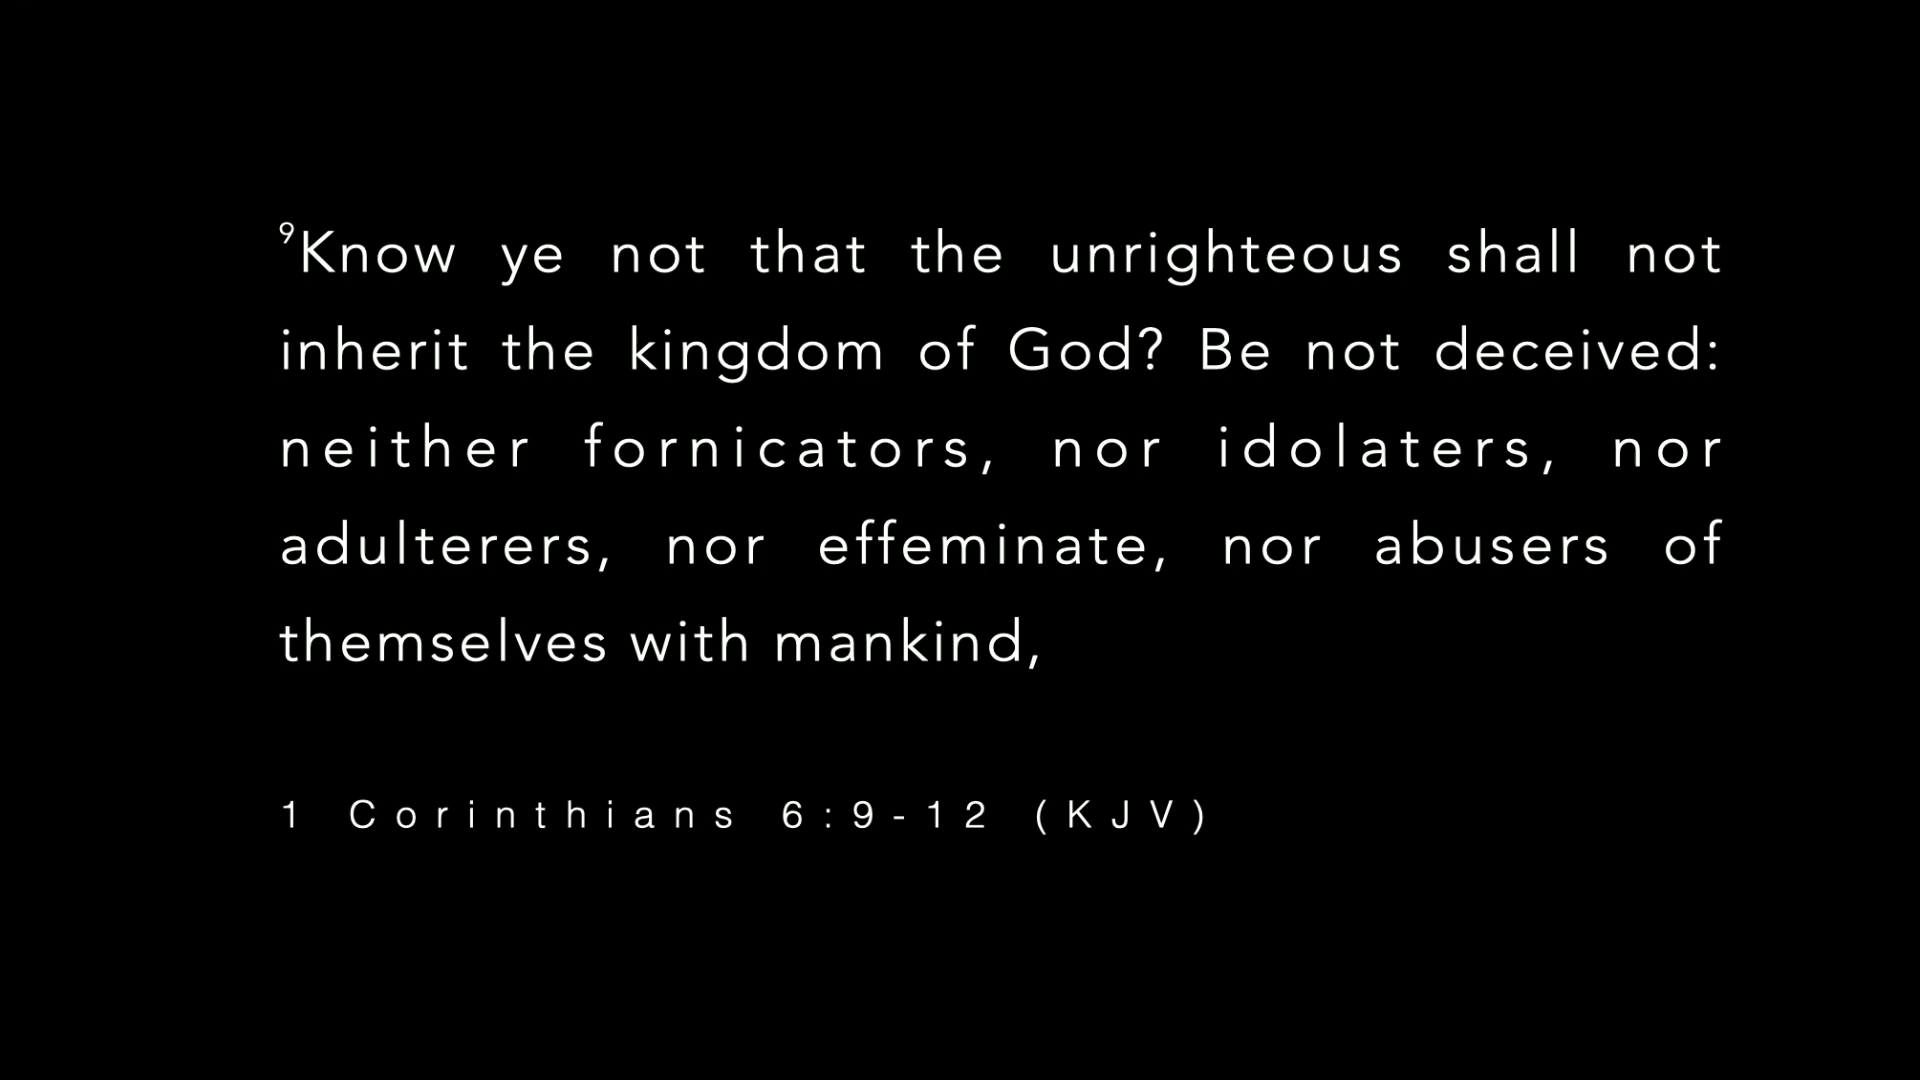 ⁹Know ye not that the unrighteous shall not
inherit the kingdom of God? Be not deceived:
neither fornicators, nor idolaters, nor
adulterers, nor effeminate, nor abusers of
themselves with mankind,
1 Corinthians 6:9-12 (KJV)